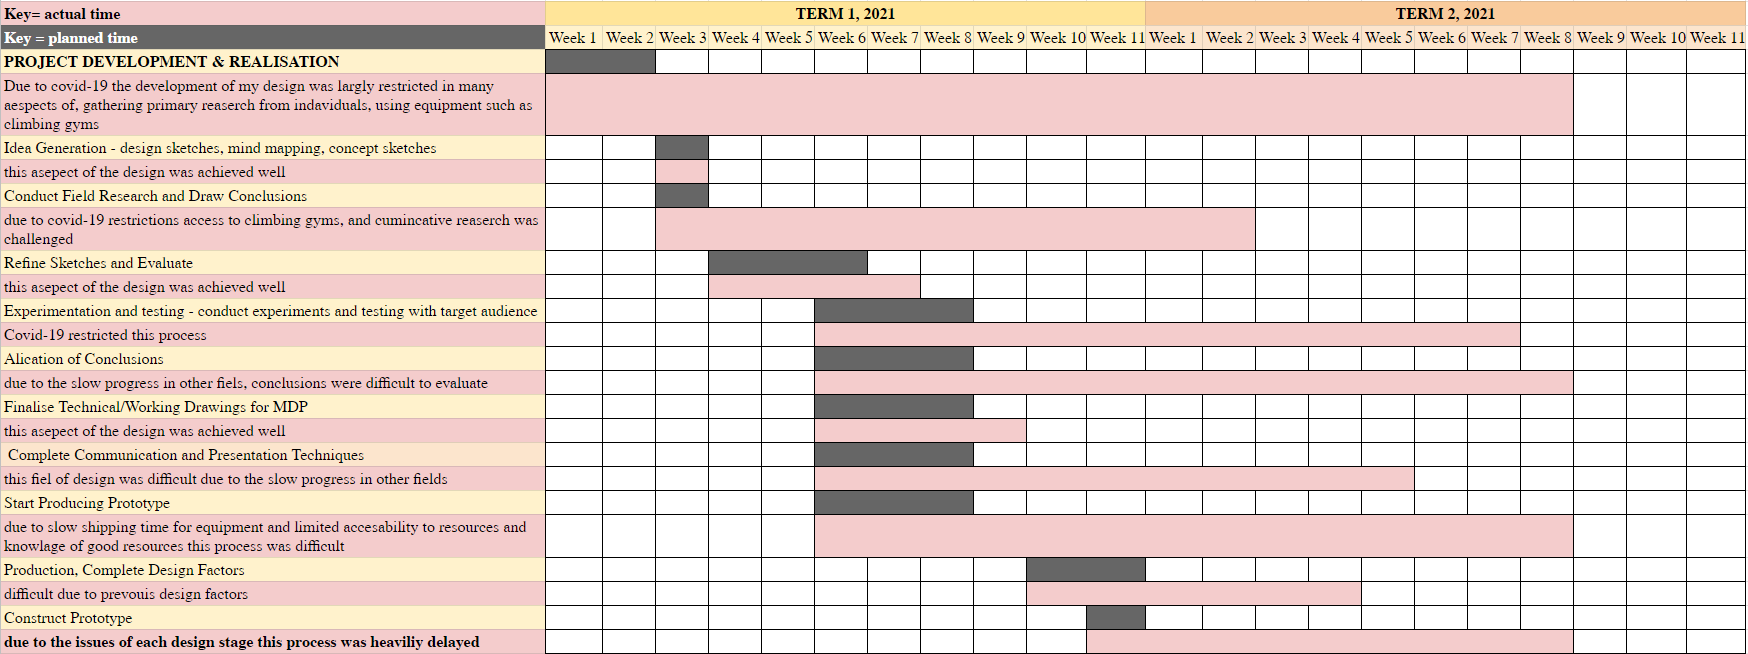 Key= actual time
TERM 1, 2021
TERM 2, 2021
Key = planned time
Week 1 Week 2 Week 3 Week 4 Week 5 Week 6 Week 7 Week 8 Week 9 Week 10 Week 11 Week 1 Week 2 Week 3 Week 4 Week 5 Week 6 Week 7 Week 8 Week 9 Week 10 Week 11
PROJECT DEVELOPMENT & REALISATION
Due to covid-19 the development of my design was largly restricted in many
aespects of, gathering primary reaserch from indaviduals, using equipment such as
climbing gyms
Idea Generation - design sketches, mind mapping, concept sketches
this asepect of the design was achieved well
Conduct Field Research and Draw Conclusions
due to covid-19 restrictions access to climbing gyms, and cumincative reaserch was
challenged
Refine Sketches and Evaluate
this asepect of the design was achieved well
Experimentation and testing - conduct experiments and testing with target audience
Covid-19 restricted this process
Alication of Conclusions
due to the slow progress in other fiels, conclusions were difficult to evaluate
Finalise Technical/Working Drawings for MDP
this asepect of the design was achieved well
Complete Communication and Presentation Techniques
this fiel of design was difficult due to the slow progress in other fields
Start Producing Prototype
due to slow shipping time for equipment and limited accesability to resources and
knowlage of good resources this process was difficult
Production, Complete Design Factors
difficult due to prevouis design factors
Construct Prototype
due to the issues of each design stage this process was heaviliy delayed